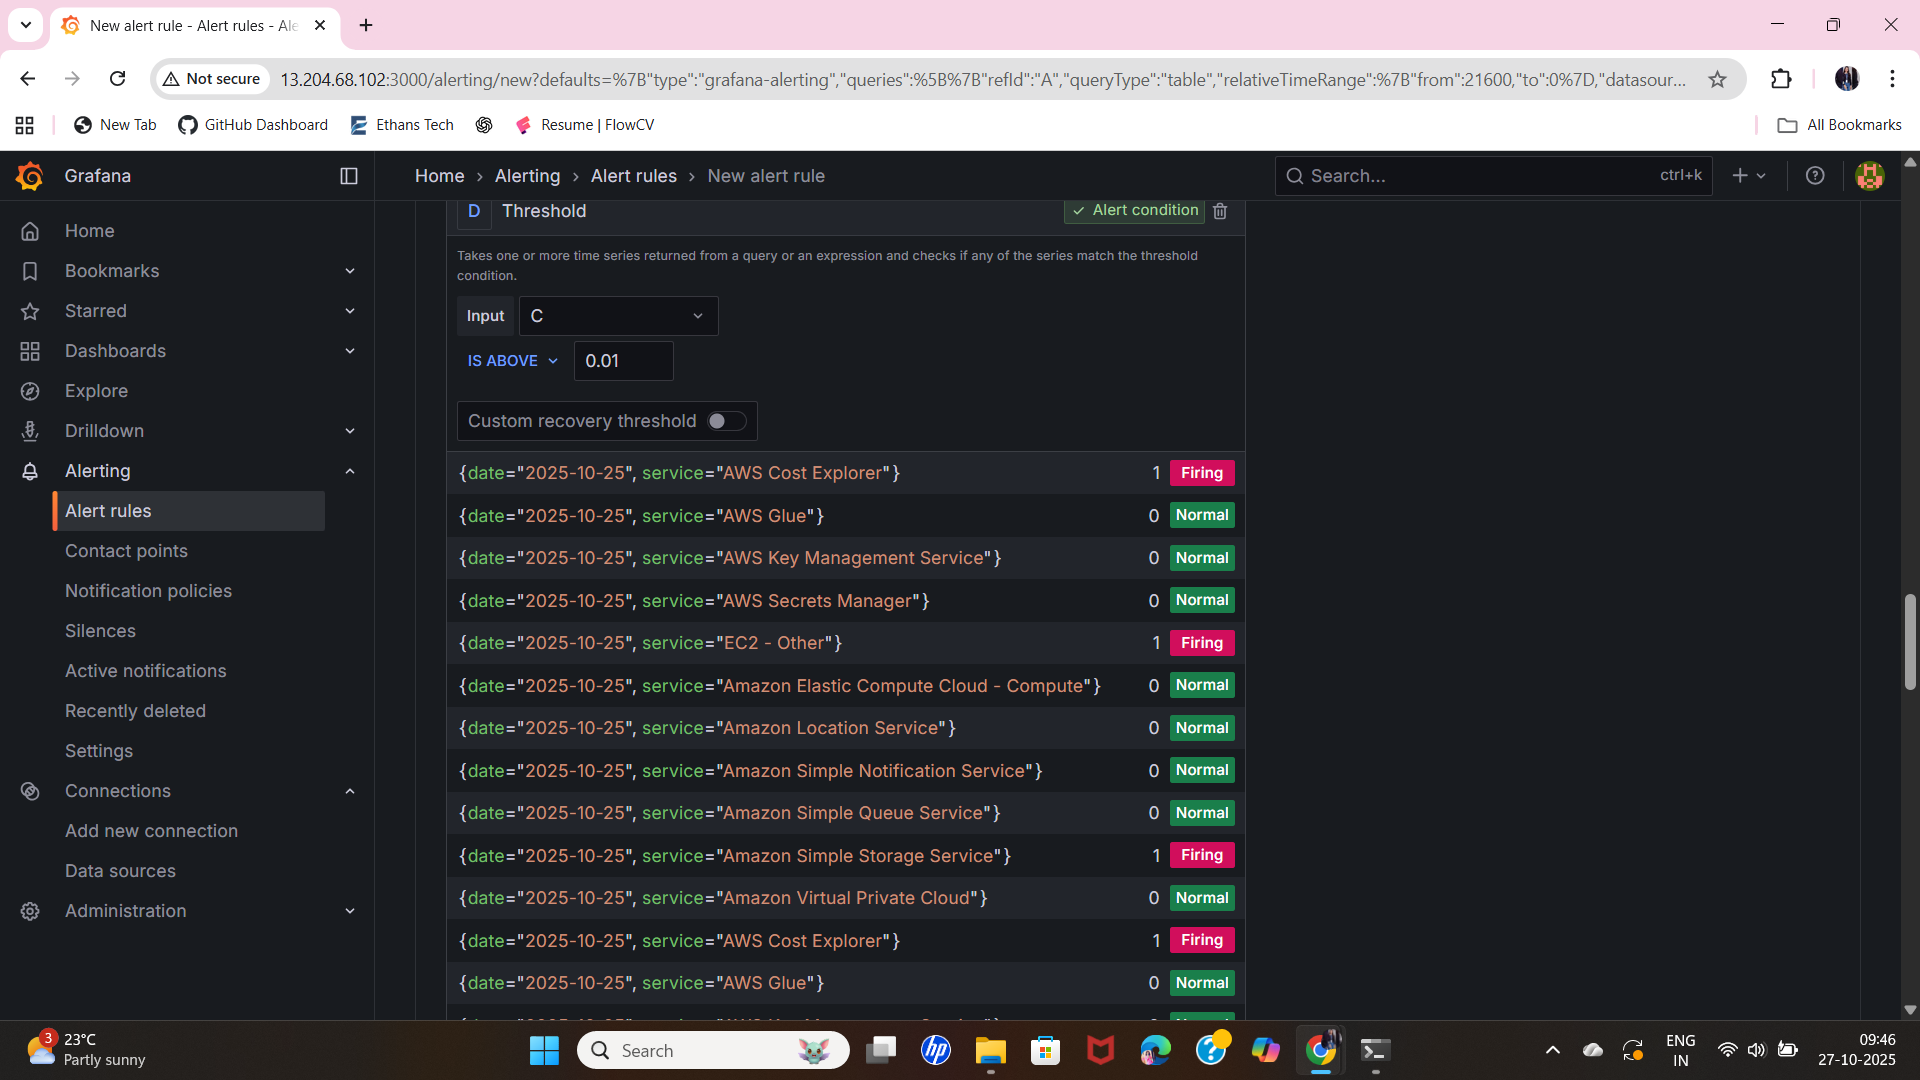 New alert rule - Alert rules - Ale
Not secure
13.204.68.102:3000/alerting/new?defaults=%7B"type":"grafana-alerting","queries":%5B%7B"refId":"A","queryType":"table","relativeTimeRange":%7B"from":21600,"to":0%7D,"datasour...
New Tab
GitHub Dashboard
Ethans Tech
Resume | FlowCV
All Bookmarks
Grafana
Home › Alerting › Alert rules › New alert rule
Search...
ctrl+k
Home
Bookmarks
Starred
Dashboards
Explore
Drilldown
Alerting
Alert rules
Contact points
Notification policies
Silences
Active notifications
Recently deleted
Settings
Connections
Add new connection
Data sources
Administration
D Threshold
Alert condition
Takes one or more time series returned from a query or an expression and checks if any of the series match the threshold
condition.
Input C
IS ABOVE 0.01
Custom recovery threshold
{date="2025-10-25", service="AWS Cost Explorer"} 1 Firing
{date="2025-10-25", service="AWS Glue"} 0 Normal
{date="2025-10-25", service="AWS Key Management Service"} 0 Normal
{date="2025-10-25", service="AWS Secrets Manager"} 0 Normal
{date="2025-10-25", service="EC2 - Other"} 1 Firing
{date="2025-10-25", service="Amazon Elastic Compute Cloud - Compute"} 0 Normal
{date="2025-10-25", service="Amazon Location Service"} 0 Normal
{date="2025-10-25", service="Amazon Simple Notification Service"} 0 Normal
{date="2025-10-25", service="Amazon Simple Queue Service"} 0 Normal
{date="2025-10-25", service="Amazon Simple Storage Service"} 1 Firing
{date="2025-10-25", service="Amazon Virtual Private Cloud"} 0 Normal
{date="2025-10-25", service="AWS Cost Explorer"} 1 Firing
{date="2025-10-25", service="AWS Glue"} 0 Normal
3
23°C
Partly sunny
Search
hp
ENG
IN
09:46
27-10-2025